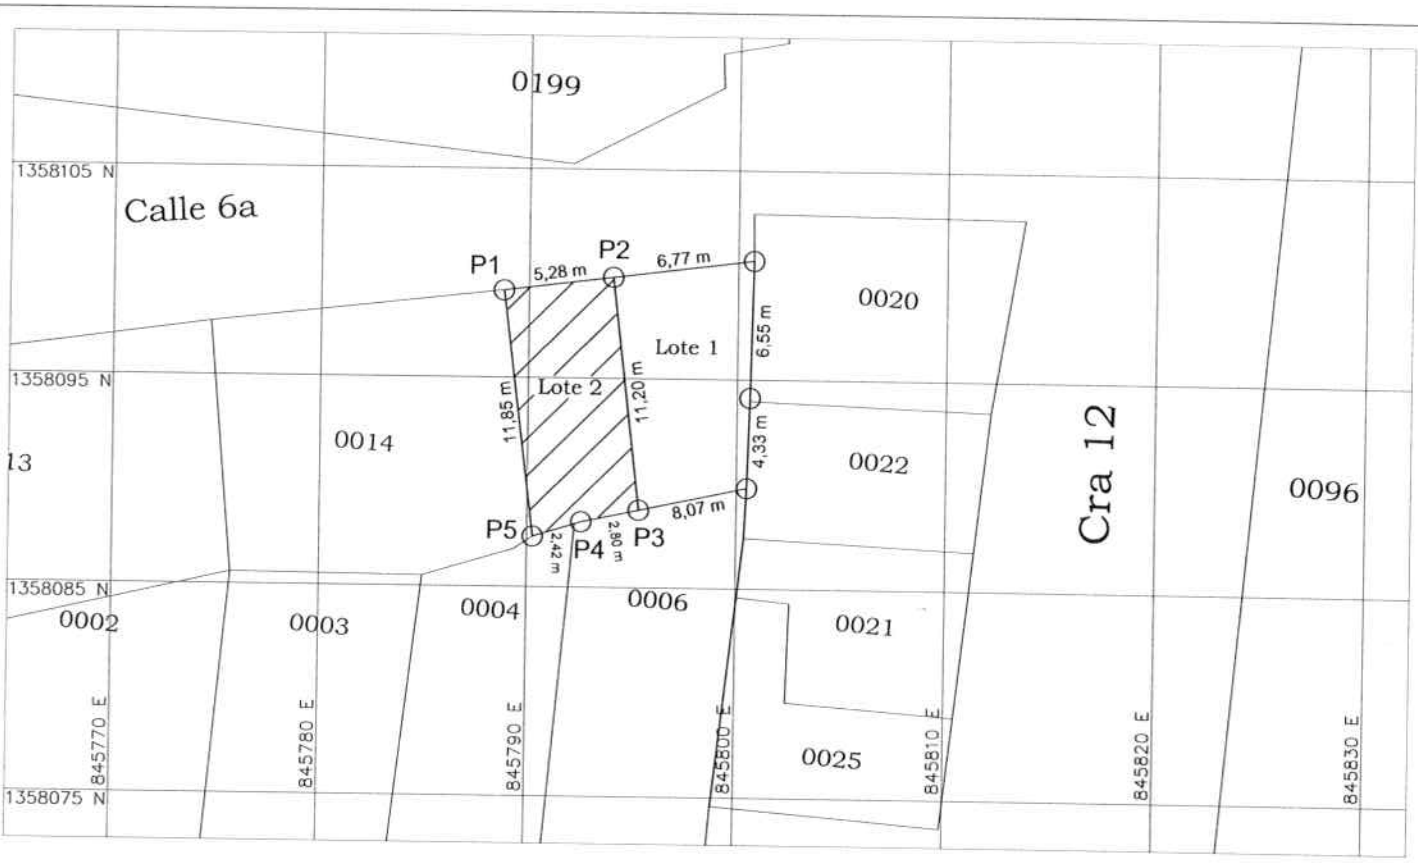 0199
1358105 N
Calle 6a
P1
5,28 m
P2
6,77 m
0020
6,55 m
Lote 1
1358095 N
Lote 2
11,85 m
11,20 m
0014
13
4,33 m
0022
Cra 12
0096
P5
2,42 m
P4
2,80 m
P3
8,07 m
1358085 N
0002
0003
0004
0006
0021
845770 E
845780 E
845790 E
845800 E
845810 E
845820 E
845830 E
0025
1358075 N